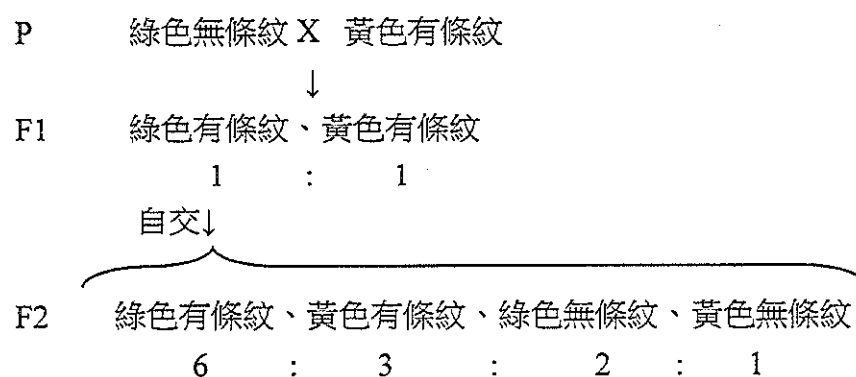 P 綠色無條紋 X 黃色有條紋
↓
F1 綠色有條紋、黃色有條紋
1 : 1
自交↓
F2 綠色有條紋、黃色有條紋、綠色無條紋、黃色無條紋
6 : 3 : 2 : 1